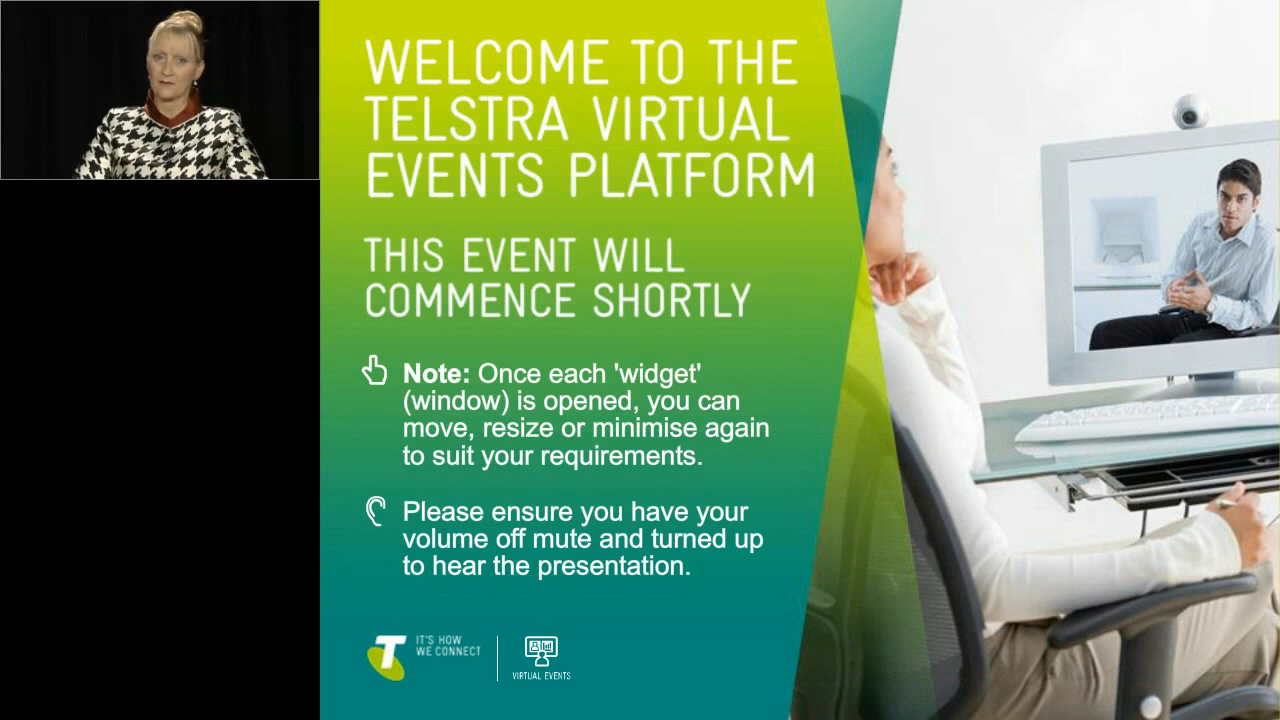 WELCOME TO THE
TELSTRA VIRTUAL
EVENTS PLATFORM
THIS EVENT WILL
COMMENCE SHORTLY
Note: Once each 'widget'
(window) is opened, you can
move, resize or minimise again
to suit your requirements.
Please ensure you have your
volume off mute and turned up
to hear the presentation.
T
IT'S HOW
WE CONNECT
VIRTUAL EVENTS